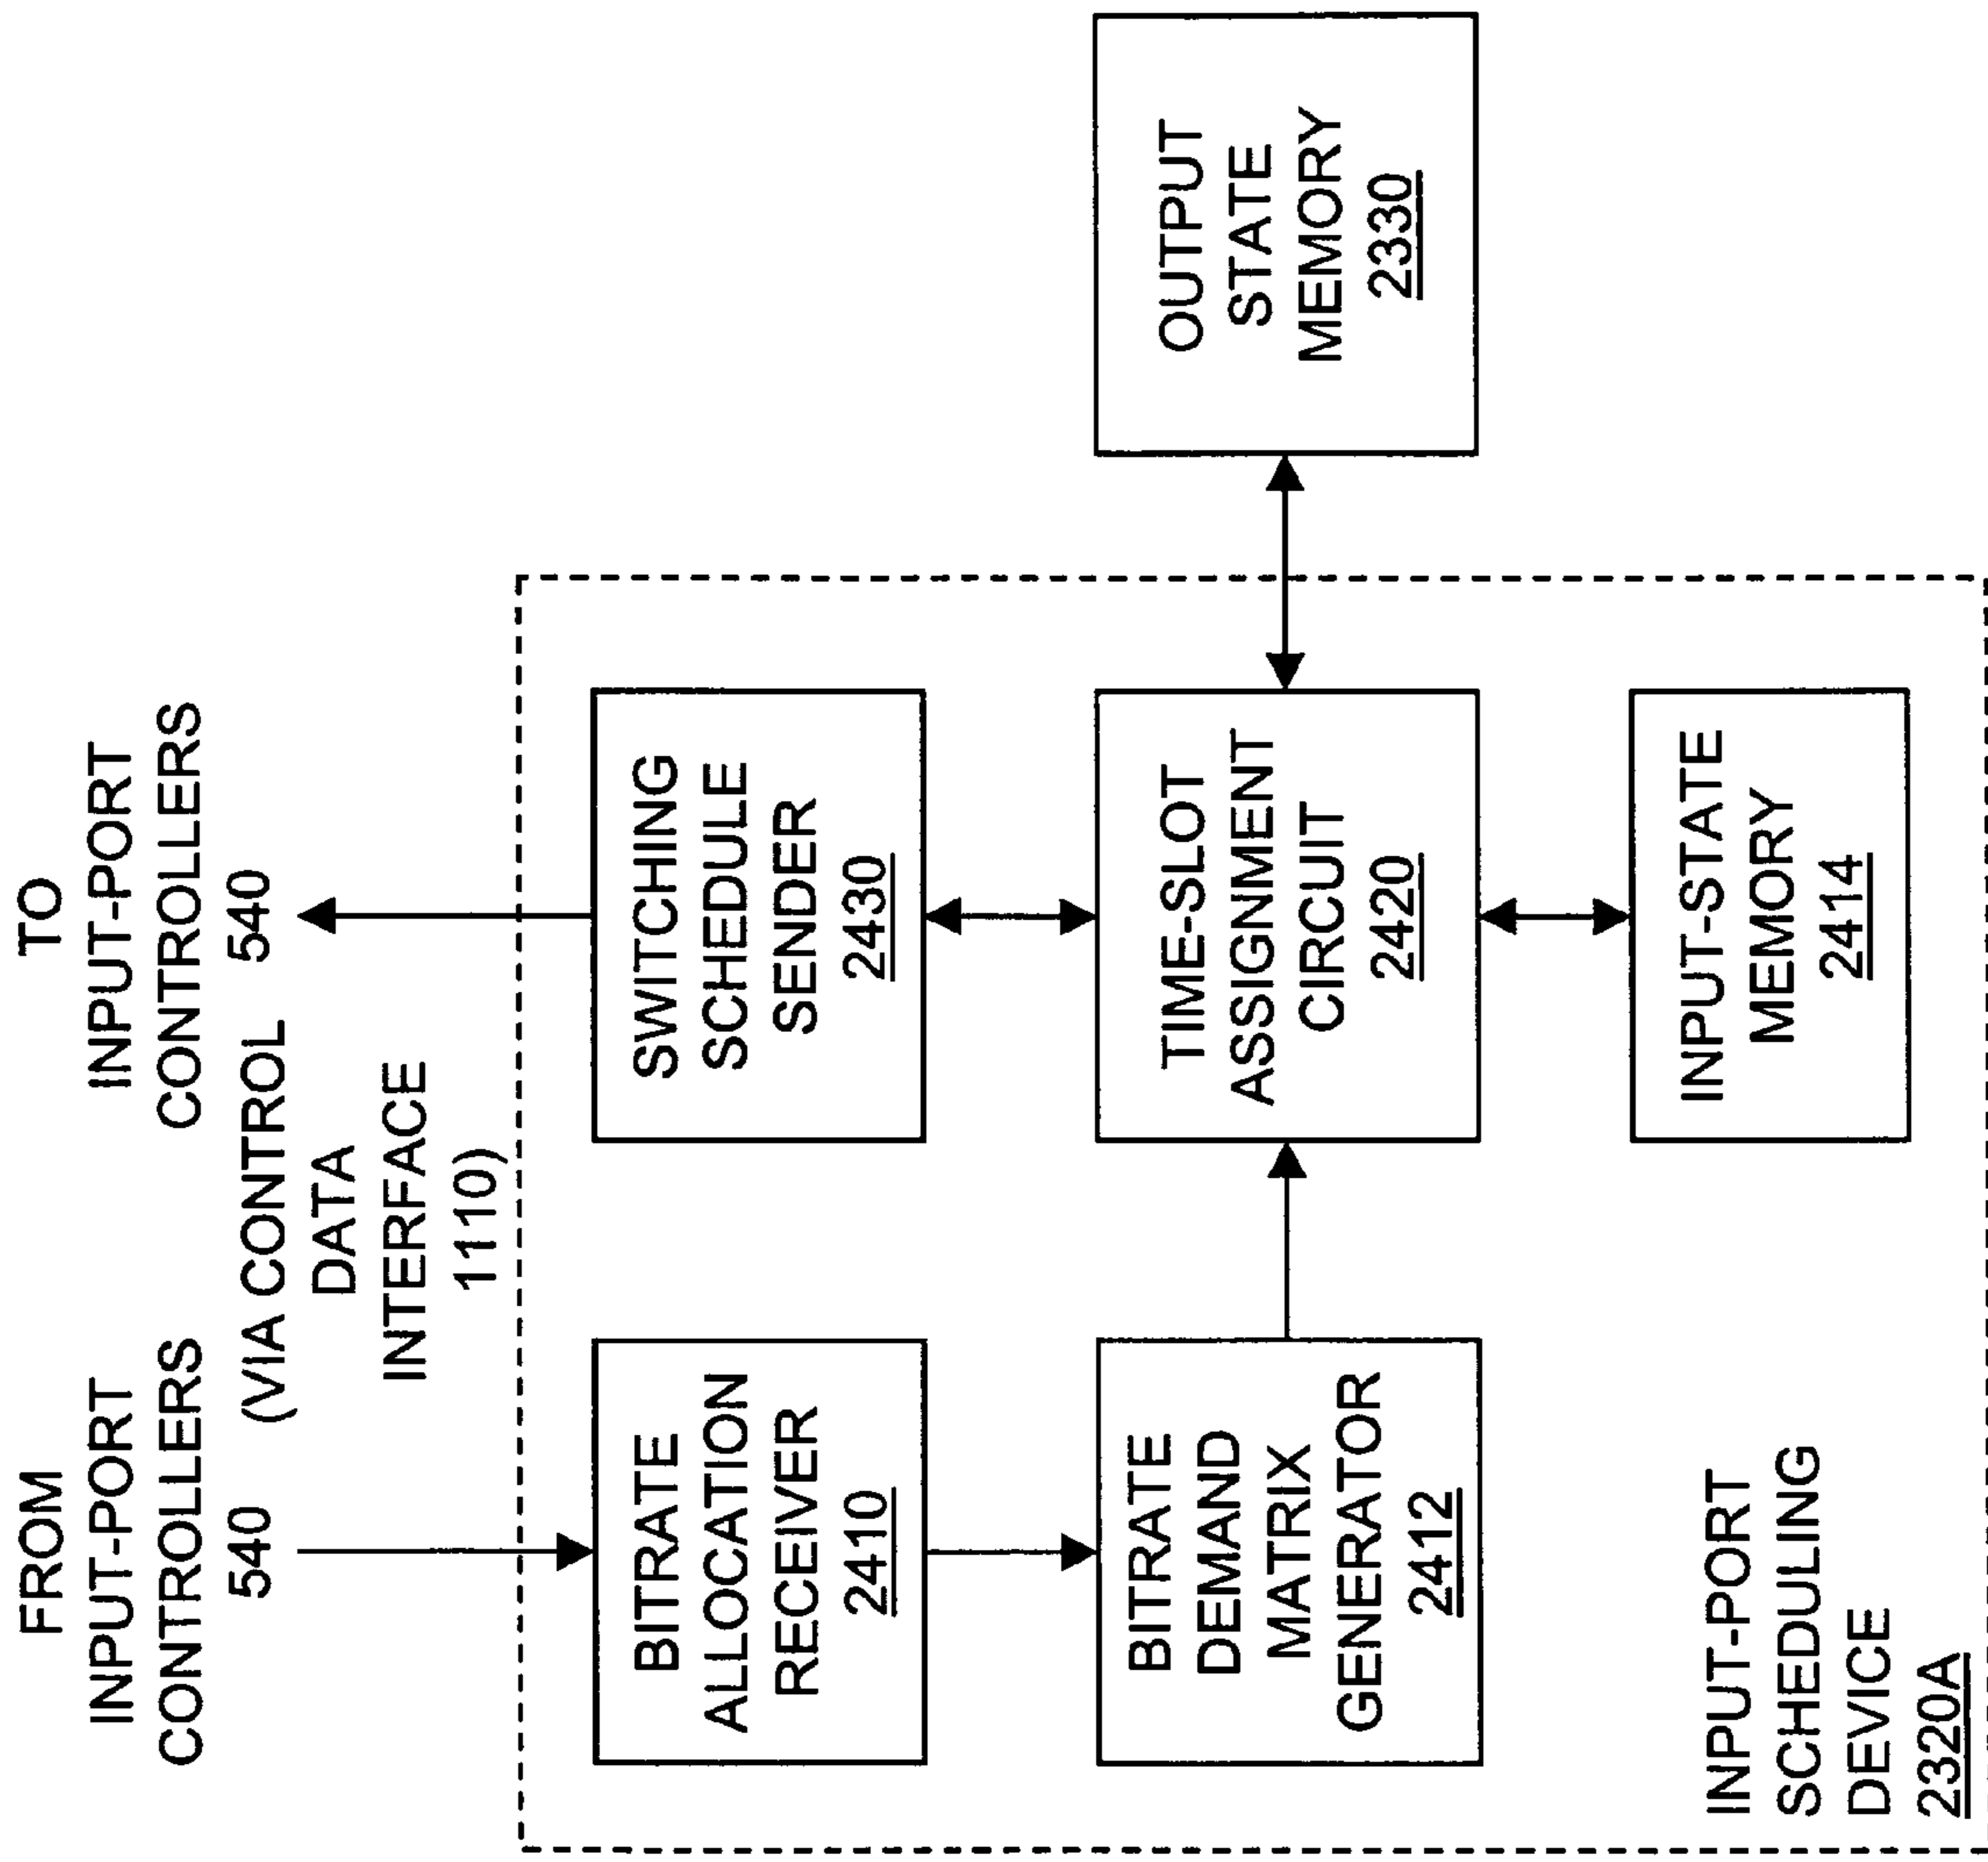 FROM
INPUT-PORT
CONTROLLERS
540
(VIA CONTROL
DATA
INTERFACE
1110)
TO
INPUT-PORT
CONTROLLERS
540
BITRATE
ALLOCATION
RECEIVER
2410
SWITCHING
SCHEDULE
SENDER
2430
BITRATE
DEMAND
MATRIX
GENERATOR
2412
TIME-SLOT
ASSIGNMENT
CIRCUIT
2420
OUTPUT
STATE
MEMORY
2330
INPUT-PORT
SCHEDULING
DEVICE
2320A
INPUT-STATE
MEMORY
2414